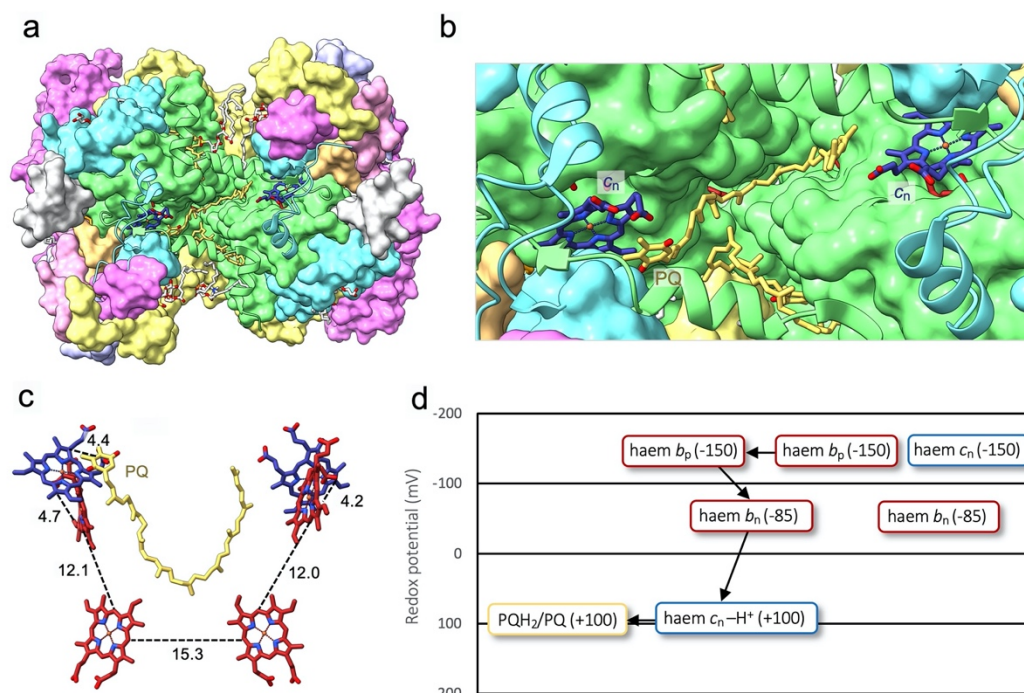 a
b
cn
cn
PQ
c
4.4
PQ
4.7
4.2
12.1
12.0
15.3
d
Redox potential (mV)
-200
-100
0
100
200
haem bp (-150)
haem bp (-150)
haem cn (-150)
haem bn (-85)
haem bn (-85)
PQH2/PQ (+100)
haem cn–H+ (+100)